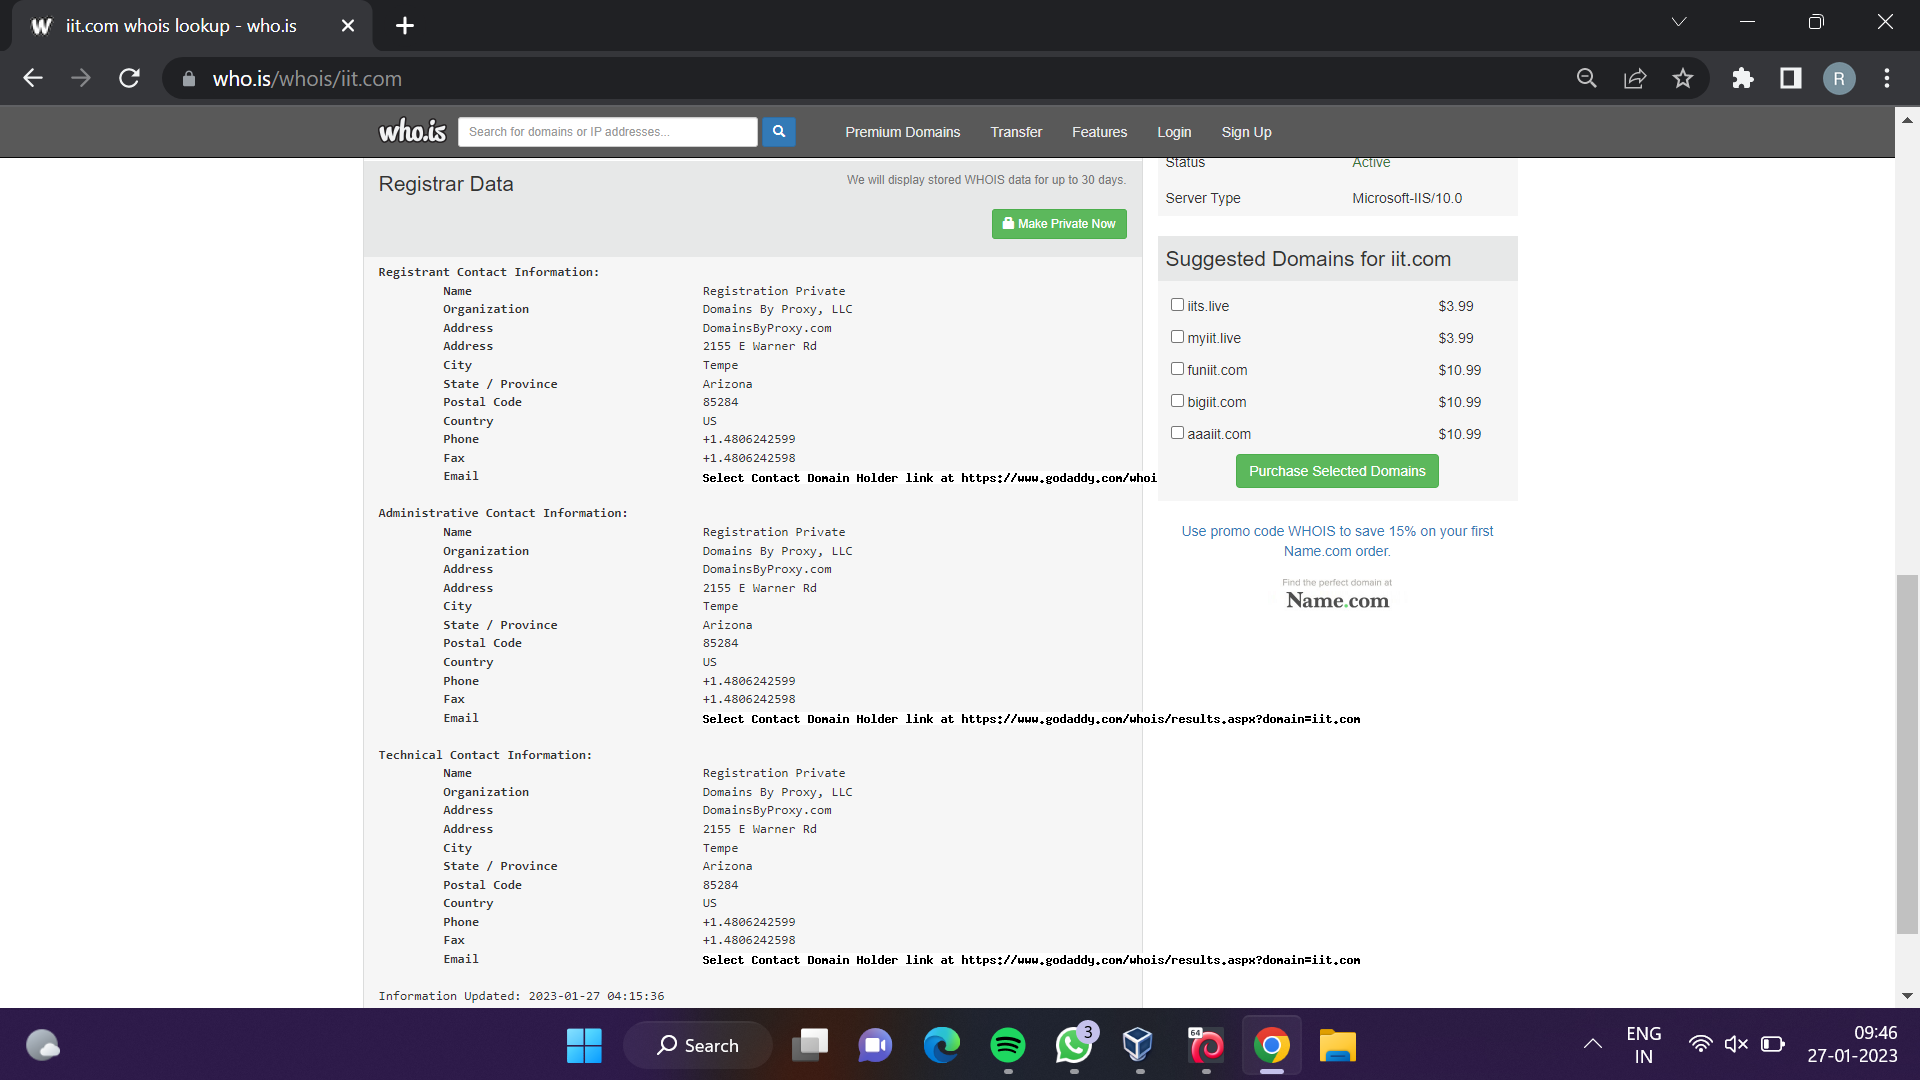 W iit.com whois lookup - who.is
who.is/whois/iit.com
R
who.is
Search for domains or IP addresses...
Premium Domains
Transfer
Features
Login
Sign Up
Registrar Data
We will display stored WHOIS data for up to 30 days.
Make Private Now
Registrant Contact Information:
Name Registration Private
Organization Domains By Proxy, LLC
Address DomainsByProxy.com
Address 2155 E Warner Rd
City Tempe
State / Province Arizona
Postal Code 85284
Country US
Phone +1.4806242599
Fax +1.4806242598
Email Select Contact Domain Holder link at https://www.godaddy.com/whoi
Administrative Contact Information:
Name Registration Private
Organization Domains By Proxy, LLC
Address DomainsByProxy.com
Address 2155 E Warner Rd
City Tempe
State / Province Arizona
Postal Code 85284
Country US
Phone +1.4806242599
Fax +1.4806242598
Email Select Contact Domain Holder link at https://www.godaddy.com/whois/results.aspx?domain=iit.com
Technical Contact Information:
Name Registration Private
Organization Domains By Proxy, LLC
Address DomainsByProxy.com
Address 2155 E Warner Rd
City Tempe
State / Province Arizona
Postal Code 85284
Country US
Phone +1.4806242599
Fax +1.4806242598
Email Select Contact Domain Holder link at https://www.godaddy.com/whois/results.aspx?domain=iit.com
Information Updated: 2023-01-27 04:15:36
Status Active
Server Type Microsoft-IIS/10.0
Suggested Domains for iit.com
iits.live $3.99
myiit.live $3.99
funiit.com $10.99
bigiit.com $10.99
aaaiit.com $10.99
Purchase Selected Domains
Use promo code WHOIS to save 15% on your first
Name.com order.
Find the perfect domain at
Name.com
Search
3
64
ENG
IN
09:46
27-01-2023